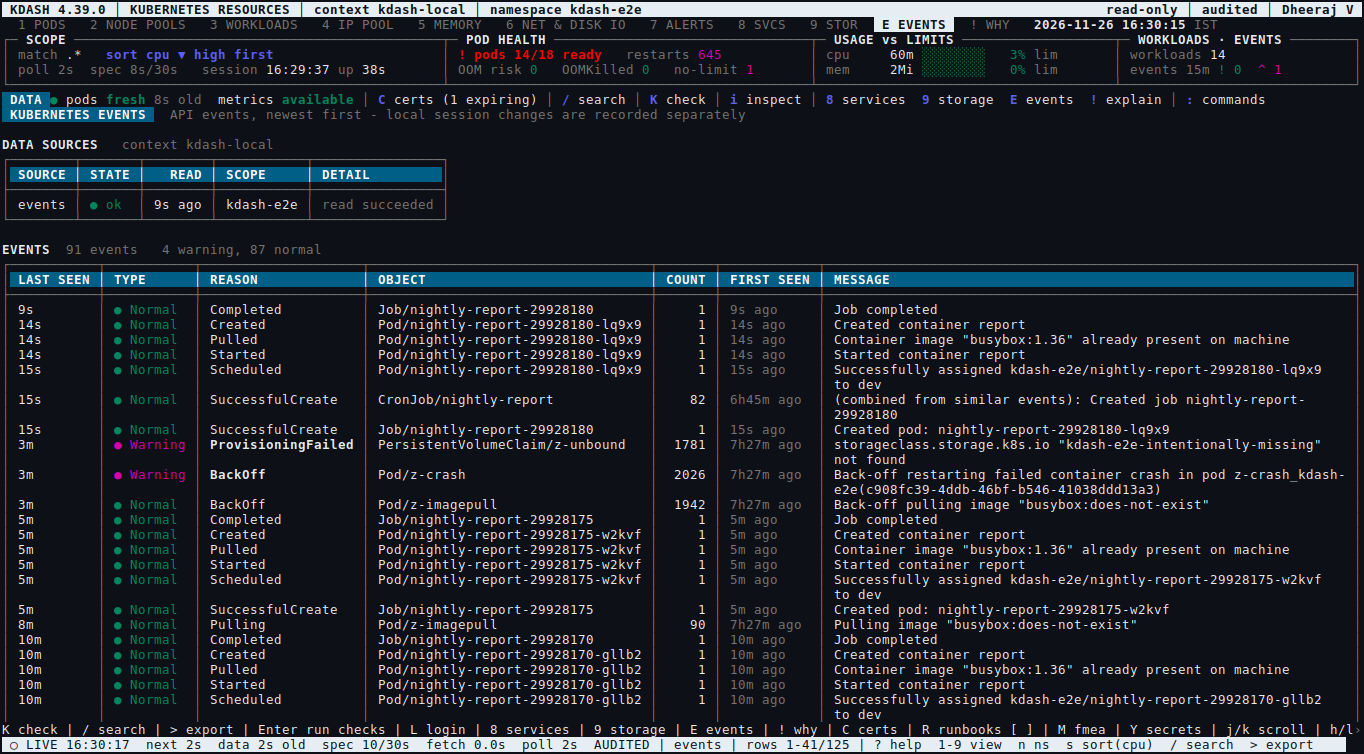 KDASH 4.39.0 │ KUBERNETES RESOURCES │ context kdash-local │ namespace kdash-e2e read-only │ audited │ Dheeraj V
1 PODS 2 NODE POOLS 3 WORKLOADS 4 IP POOL 5 MEMORY 6 NET & DISK IO 7 ALERTS 8 SVCS 9 STOR E EVENTS ! WHY 2026-11-26 16:30:15 IST
SCOPE POD HEALTH USAGE vs LIMITS WORKLOADS · EVENTS
match .* sort cpu ▼ high first ! pods 14/18 ready restarts 645 cpu 60m 3% lim workloads 14
poll 2s spec 8s/30s session 16:29:37 up 38s OOM risk 0 OOMKilled 0 no-limit 1 mem 2Mi 0% lim events 15m ! 0 ^ 1
DATA ● pods fresh 8s old metrics available │ C certs (1 expiring) │ / search │ K check │ i inspect │ 8 services 9 storage E events ! explain │ : commands
KUBERNETES EVENTS API events, newest first - local session changes are recorded separately
DATA SOURCES context kdash-local
SOURCE STATE READ SCOPE DETAIL
events ● ok 9s ago kdash-e2e read succeeded
EVENTS 91 events 4 warning, 87 normal
LAST SEEN TYPE REASON OBJECT COUNT FIRST SEEN MESSAGE
9s ● Normal Completed Job/nightly-report-29928180 1 9s ago Job completed
14s ● Normal Created Pod/nightly-report-29928180-lq9x9 1 14s ago Created container report
14s ● Normal Pulled Pod/nightly-report-29928180-lq9x9 1 14s ago Container image "busybox:1.36" already present on machine
14s ● Normal Started Pod/nightly-report-29928180-lq9x9 1 14s ago Started container report
15s ● Normal Scheduled Pod/nightly-report-29928180-lq9x9 1 15s ago Successfully assigned kdash-e2e/nightly-report-29928180-lq9x9
to dev
15s ● Normal SuccessfulCreate CronJob/nightly-report 82 6h45m ago (combined from similar events): Created job nightly-report-
29928180
15s ● Normal SuccessfulCreate Job/nightly-report-29928180 1 15s ago Created pod: nightly-report-29928180-lq9x9
3m ● Warning ProvisioningFailed PersistentVolumeClaim/z-unbound 1781 7h27m ago storageclass.storage.k8s.io "kdash-e2e-intentionally-missing"
not found
3m ● Warning BackOff Pod/z-crash 2026 7h27m ago Back-off restarting failed container crash in pod z-crash_kdash-
e2e(c908fc39-4ddb-46bf-b546-41038ddd13a3)
3m ● Normal BackOff Pod/z-imagepull 1942 7h27m ago Back-off pulling image "busybox:does-not-exist"
5m ● Normal Completed Job/nightly-report-29928175 1 5m ago Job completed
5m ● Normal Created Pod/nightly-report-29928175-w2kvf 1 5m ago Created container report
5m ● Normal Pulled Pod/nightly-report-29928175-w2kvf 1 5m ago Container image "busybox:1.36" already present on machine
5m ● Normal Started Pod/nightly-report-29928175-w2kvf 1 5m ago Started container report
5m ● Normal Scheduled Pod/nightly-report-29928175-w2kvf 1 5m ago Successfully assigned kdash-e2e/nightly-report-29928175-w2kvf
to dev
5m ● Normal SuccessfulCreate Job/nightly-report-29928175 1 5m ago Created pod: nightly-report-29928175-w2kvf
8m ● Normal Pulling Pod/z-imagepull 90 7h27m ago Pulling image "busybox:does-not-exist"
10m ● Normal Completed Job/nightly-report-29928170 1 10m ago Job completed
10m ● Normal Created Pod/nightly-report-29928170-gllb2 1 10m ago Created container report
10m ● Normal Pulled Pod/nightly-report-29928170-gllb2 1 10m ago Container image "busybox:1.36" already present on machine
10m ● Normal Started Pod/nightly-report-29928170-gllb2 1 10m ago Started container report
10m ● Normal Scheduled Pod/nightly-report-29928170-gllb2 1 10m ago Successfully assigned kdash-e2e/nightly-report-29928170-gllb2
to dev
K check | / search | > export | Enter run checks | L login | 8 services | 9 storage | E events | ! why | C certs | R runbooks [ ] | M fmea | Y secrets | j/k scroll | h/l›
○ LIVE 16:30:17 next 2s data 2s old spec 10/30s fetch 0.0s poll 2s AUDITED │ events │ rows 1-41/125 │ ? help 1-9 view n ns s sort(cpu) / search > export